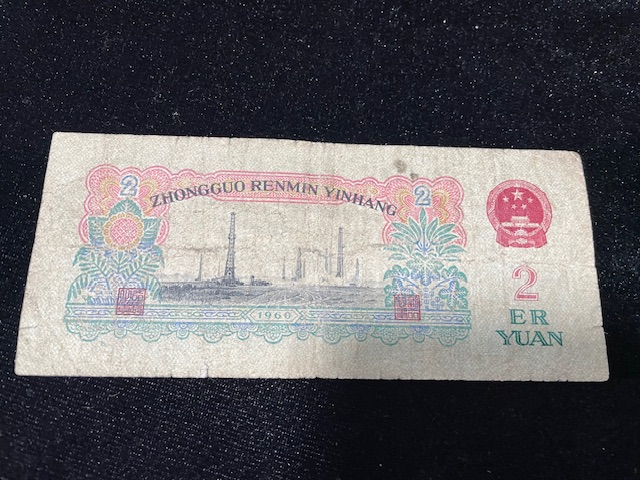 2
ZHONGGUO RENMIN YINHANG
2
1960
2
ER
YUAN